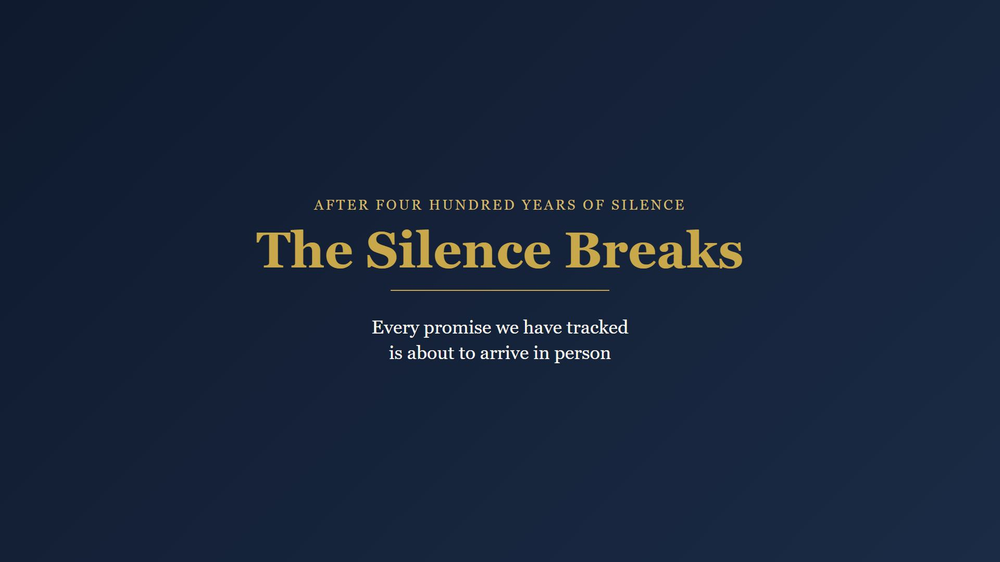 AFTER FOUR HUNDRED YEARS OF SILENCE
The Silence Breaks
Every promise we have tracked
is about to arrive in person